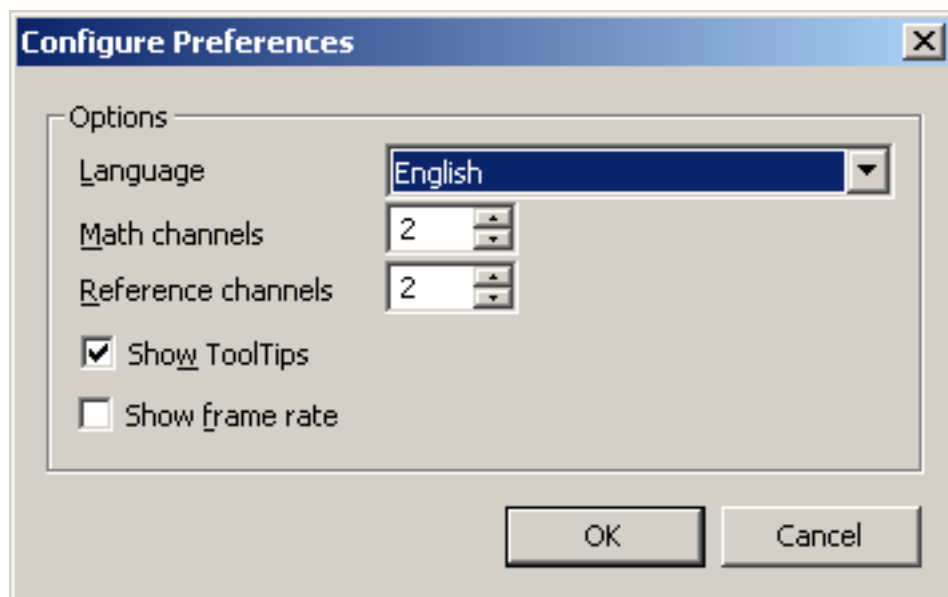 Configure Preferences
Options
Language English
Math channels 2
Reference channels 2
Show ToolTips
Show frame rate
OK Cancel